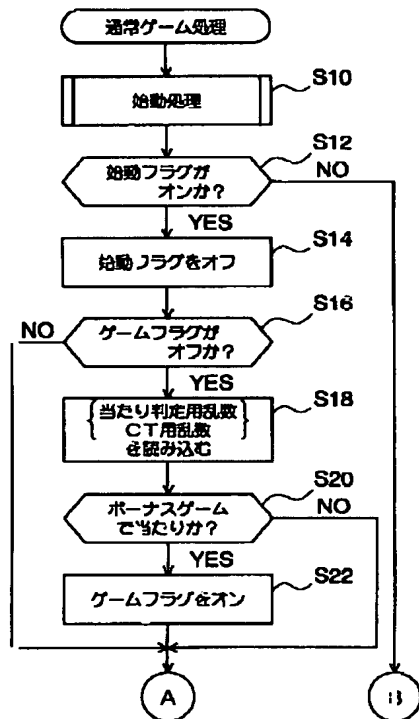 通常ゲーム処理
始動処理
S10
始動フラグが
オンか?
S12
NO
YES
始動フラグをオフ
S14
ゲームフラグが
オフか?
S16
NO
YES
当たり判定用乱数
CT用乱数
を読み込む
S18
ボーナスゲーム
で当たりか?
S20
NO
YES
ゲームフラグをオン
S22
A
B